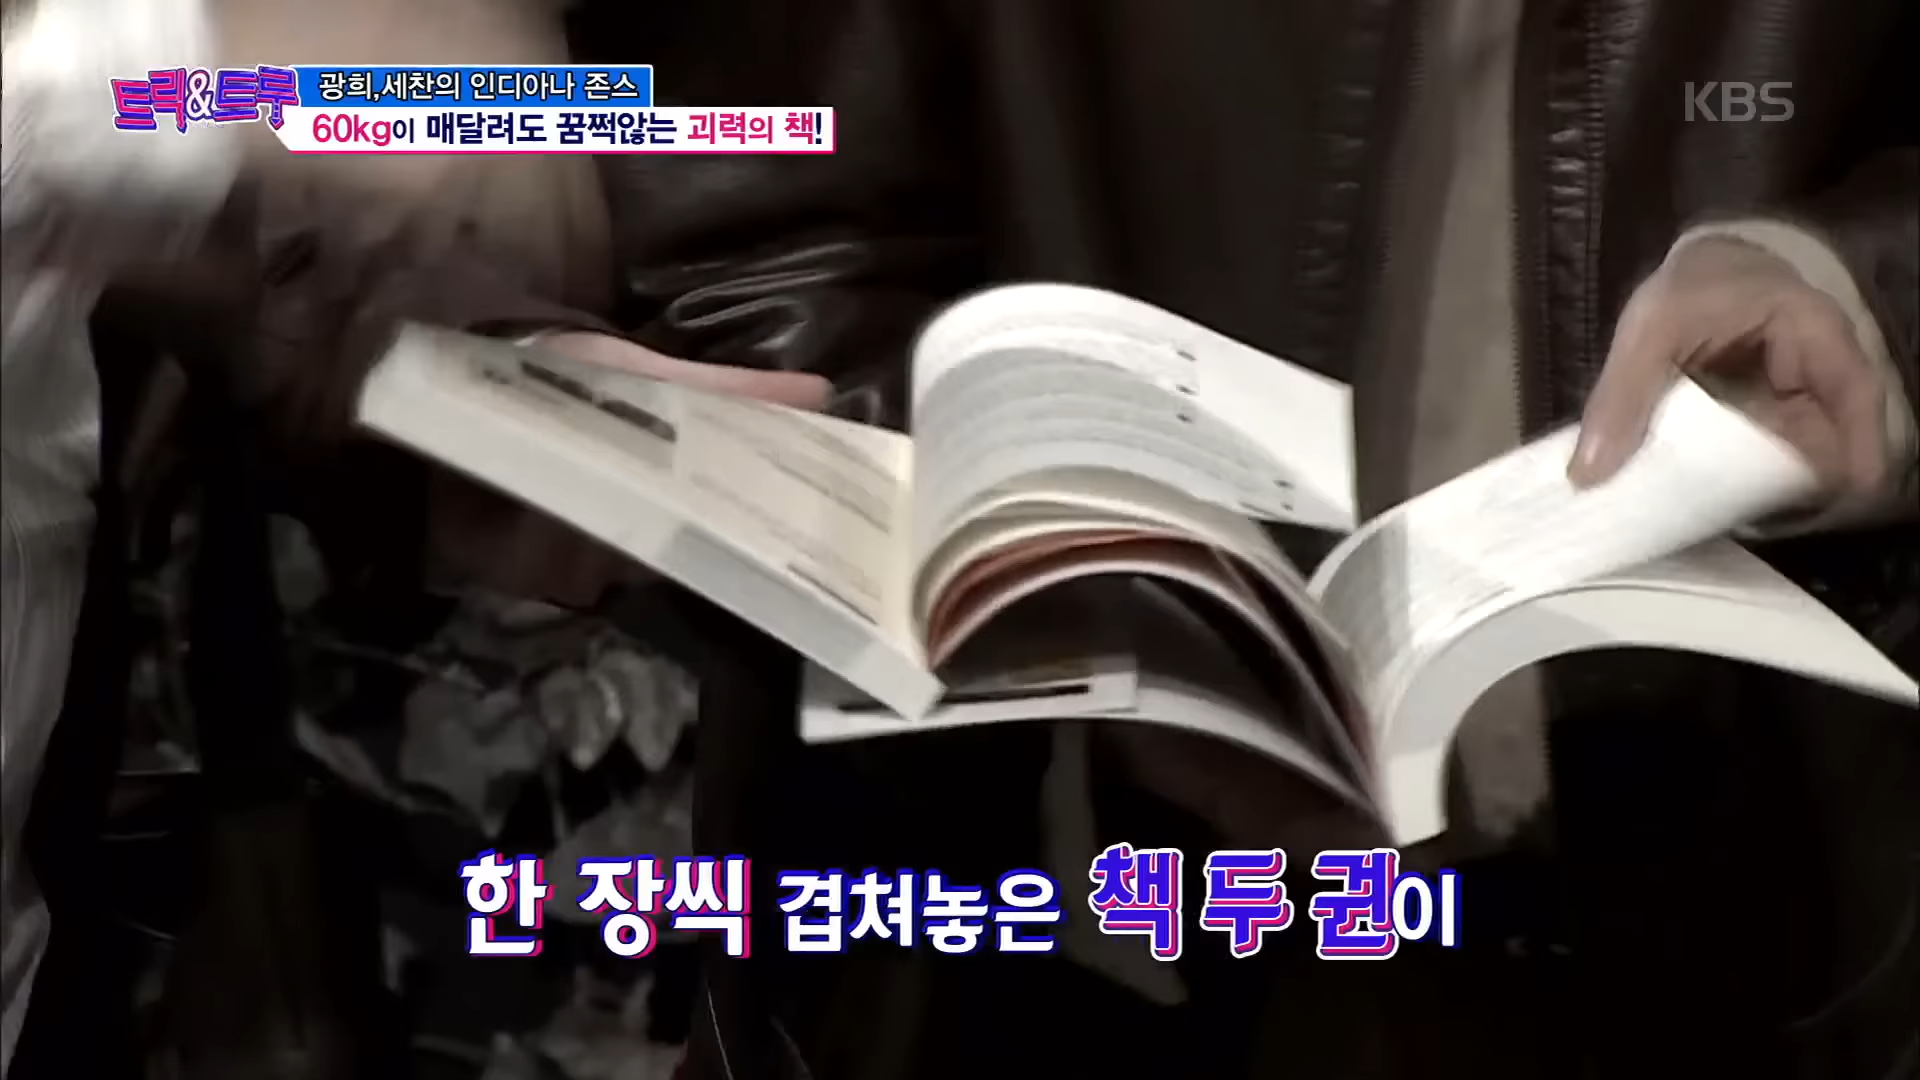 트릭&트루
광희,세찬의 인디아나 존스
60kg이 매달려도 꿈쩍않는 괴력의 책!
KBS
한 장씩 겹쳐놓은 책 두 권이